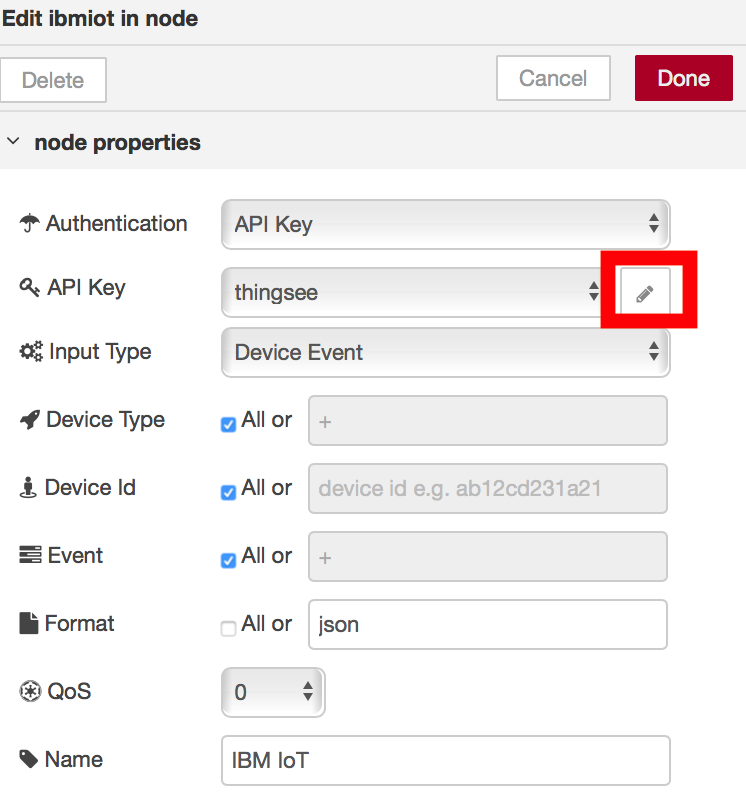 Edit ibmiot in node
Delete Cancel Done
node properties
Authentication API Key
API Key thingsee
Input Type Device Event
Device Type All or +
Device Id All or device id e.g. ab12cd231a21
Event All or +
Format All or json
QoS 0
Name IBM IoT